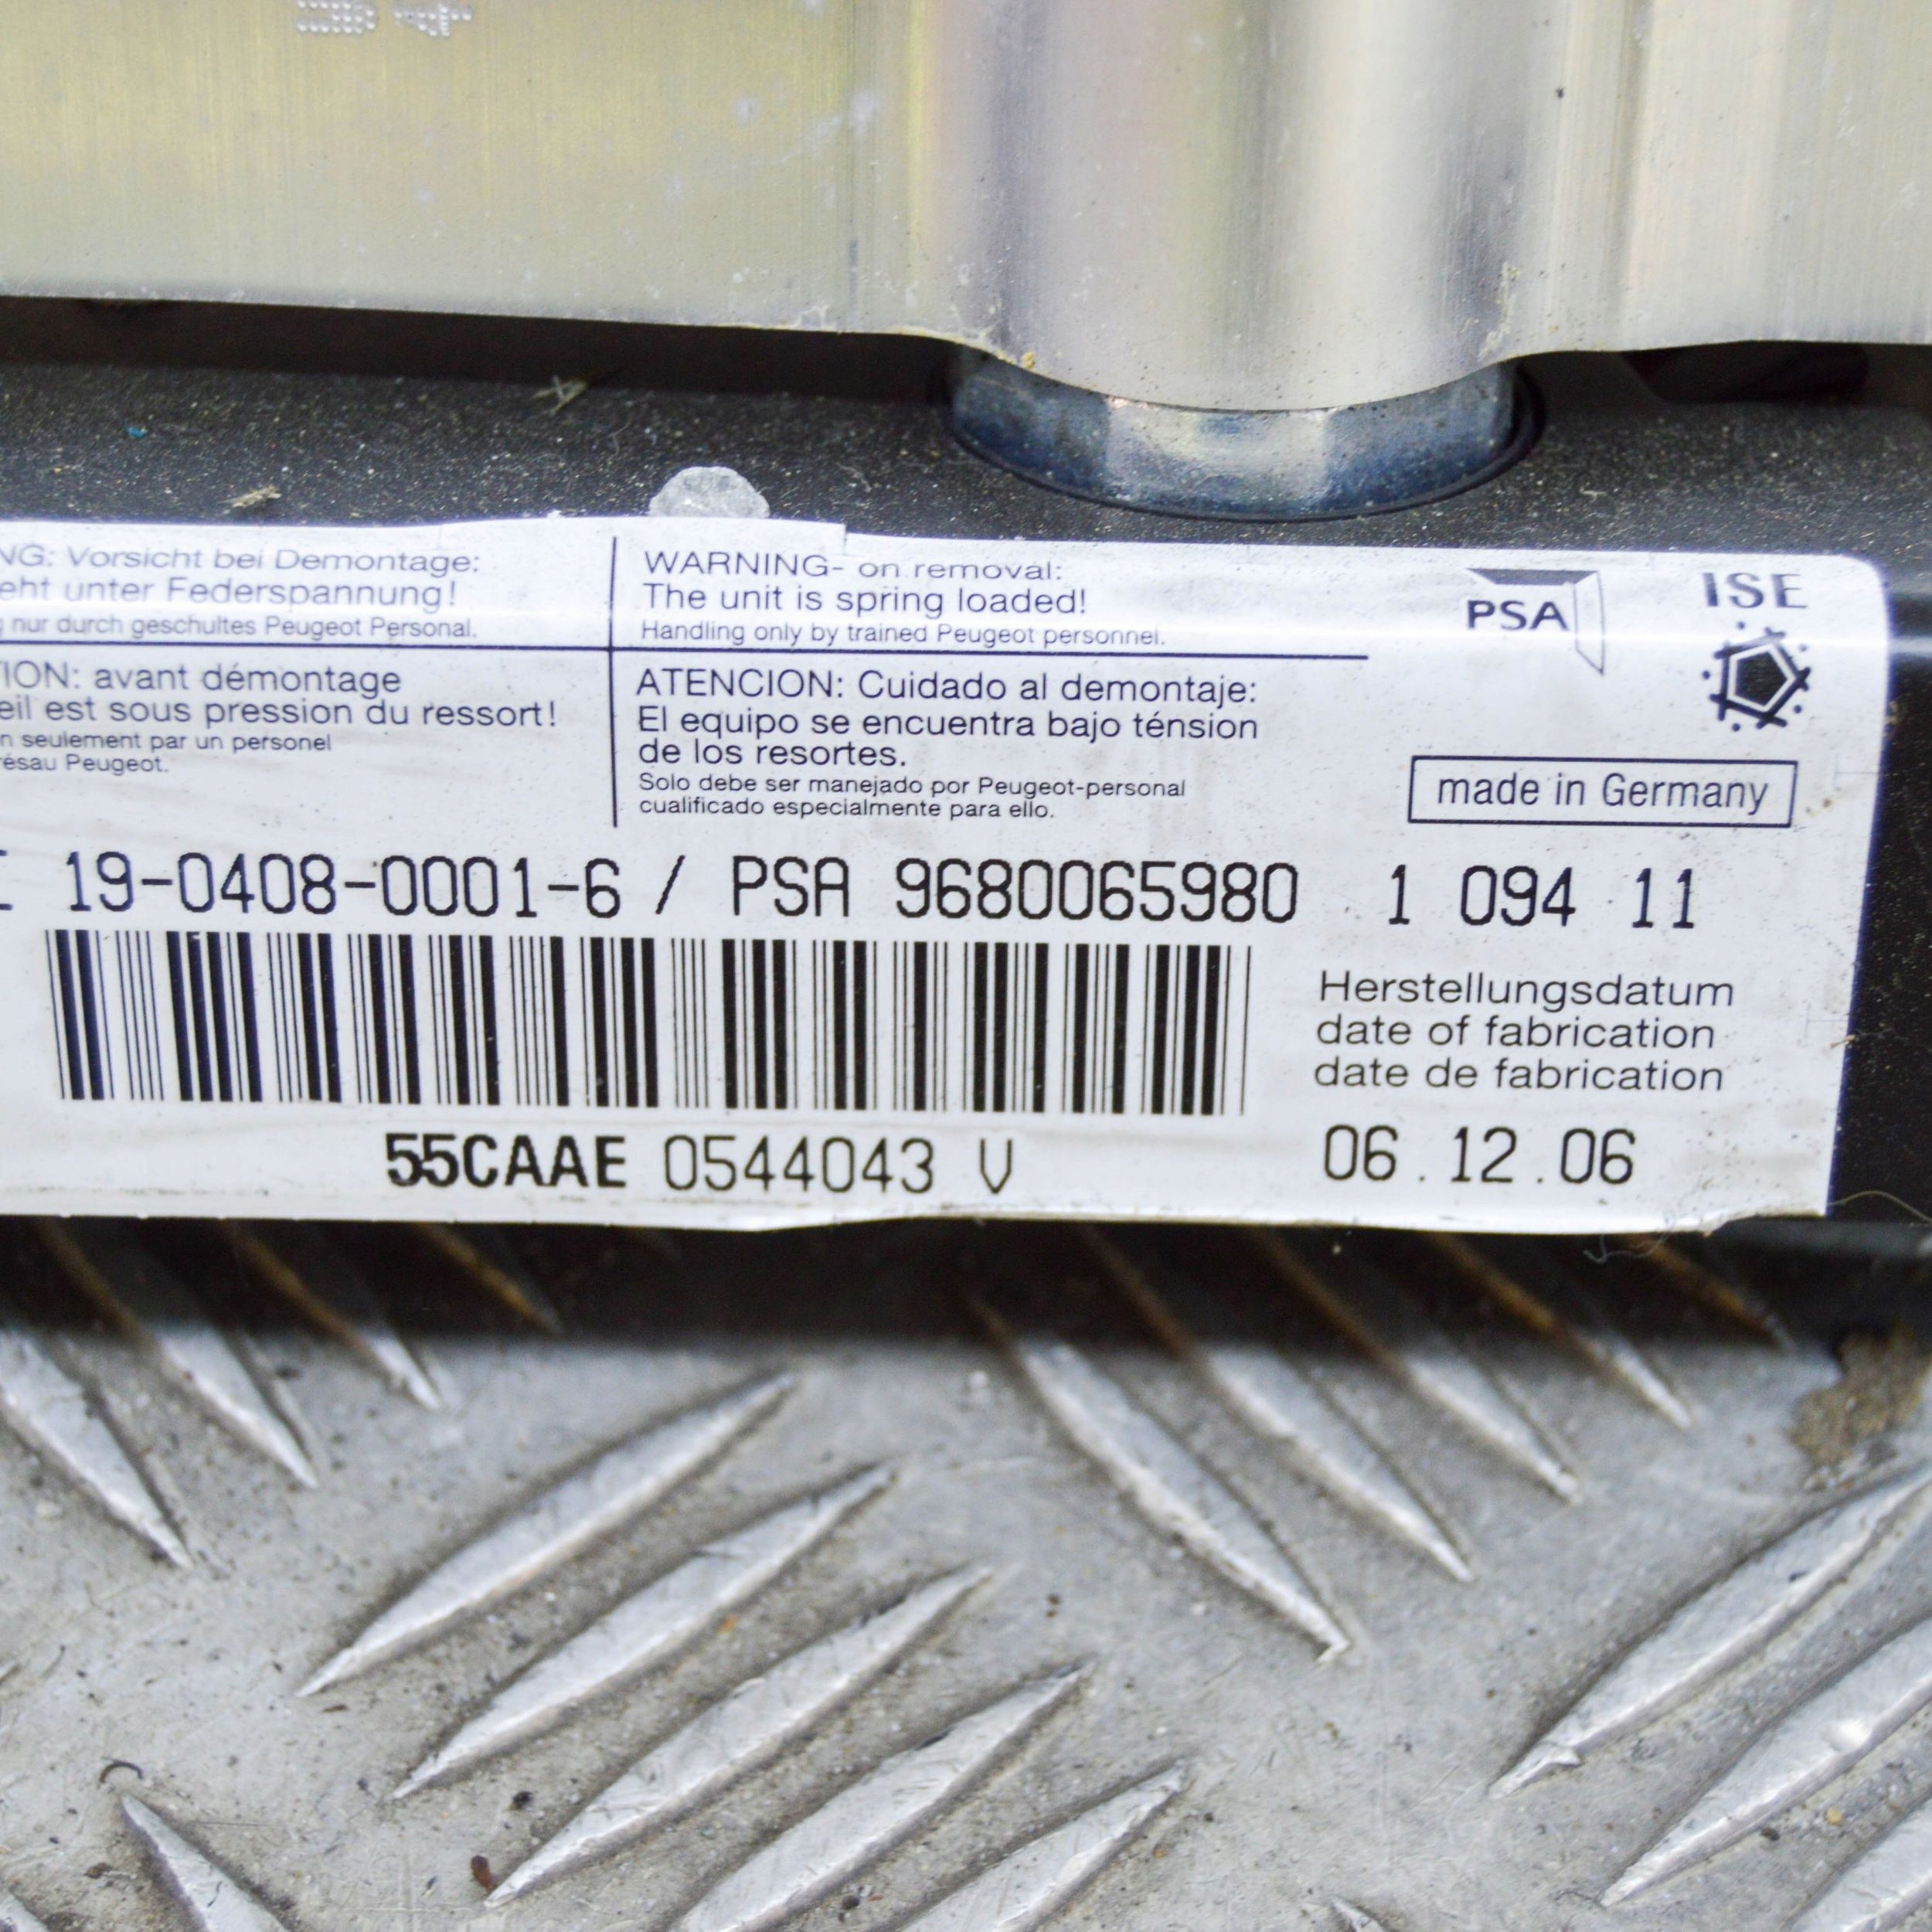 34
NG: Vorsicht bei Demontage:
eht unter Federspannung!
nur durch geschultes Peugeot Personal.
WARNING- on removal:
The unit is spring loaded!
Handling only by trained Peugeot personnel.
TION: avant démontage
eil est sous pression du ressort!
n seulement par un personel
résau Peugeot.
ATENCION: Cuidado al demontaje:
El equipo se encuentra bajo ténsion
de los resortes.
Solo debe ser manejado por Peugeot-personal
cualificado especialmente para ello.
PSA
ISE
made in Germany
19-0408-0001-6 / PSA 9680065980 1 094 11
Herstellungsdatum
date of fabrication
date de fabrication
55CAAE 0544043 V
06.12.06